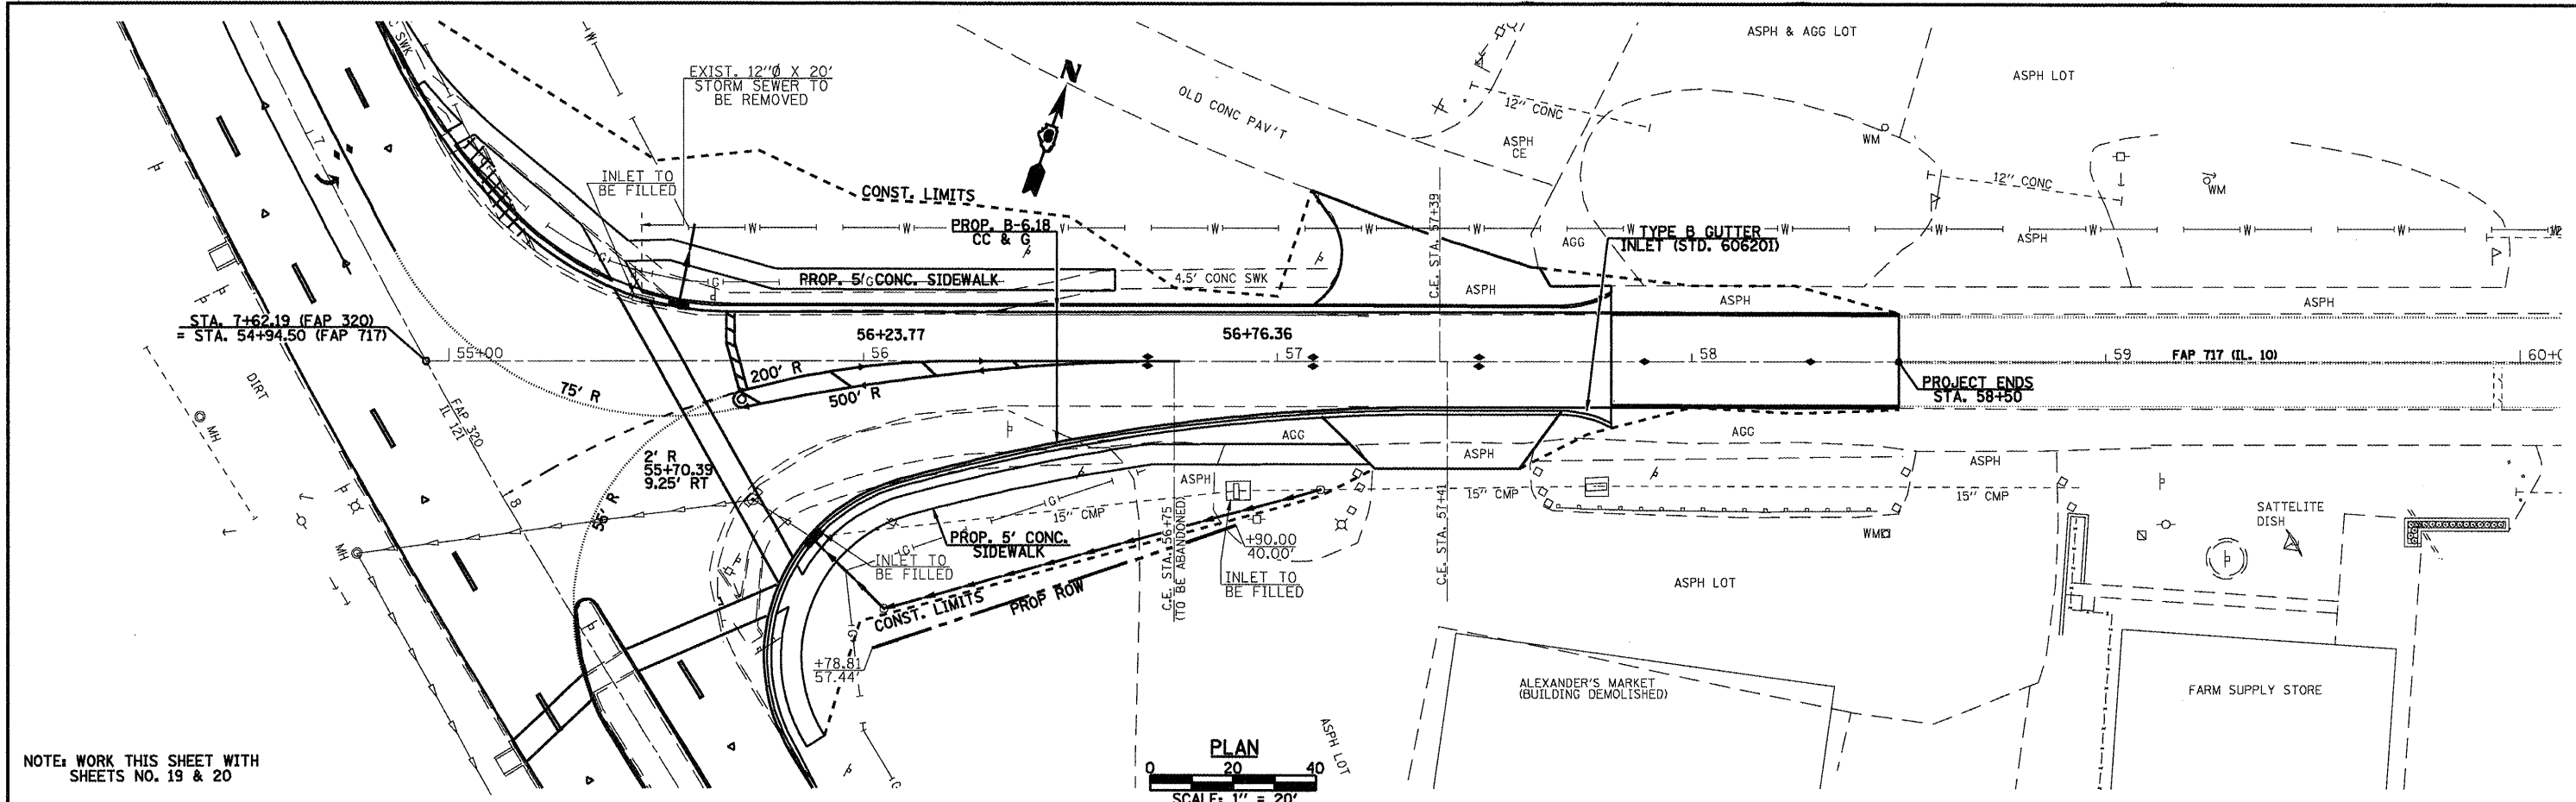 ASPH & AGG LOT
SWK
W
EXIST. 12"Ø X 20'
STORM SEWER TO
BE REMOVED
N
ASPH LOT
OLD CONC PAV'T
12" CONC
7
ASPH
CE
WM
INLET TO
BE FILLED
CONST. LIMITS
12" CONC
WM
C.E. STA. 57+39
PROP. B-6.18
CC & G
W W W W W W W W W W
AGG
TYPE B GUTTER
INLET (STD. 606201)
ASPH
G
PROP. 5' CONC. SIDEWALK
G
4.5' CONC SWK
ASPH
ASPH
ASPH
STA. 7+62.19 (FAP 320)
= STA. 54+94.50 (FAP 717)
56+23.77
56+76.36
55+00
56
57
58
59
FAP 717 (IL. 10)
60+0
DIRT
75' R
200' R
500' R
PROJECT ENDS
STA. 58+50
FAP 320
IL 121
MH
AGG
AGG
2' R
55+70.39
9.25' RT
ASPH
ASPH
ASPH
8
55' R
15" CMP
15" CMP
15" CMP
G
SATTELITE
DISH
MH
PROP. 5' CONC.
SIDEWALK
G
+90.00
40.00'
WM
INLET TO
BE FILLED
C.E. STA. 56+75
(TO BE ABANDONED)
INLET TO
BE FILLED
C.E. STA. 57+41
ASPH LOT
CONST. LIMITS
PROP ROW
G
+78.81
57.44'
ALEXANDER'S MARKET
(BUILDING DEMOLISHED)
FARM SUPPLY STORE
ASPH LOT
NOTE: WORK THIS SHEET WITH
SHEETS NO. 19 & 20
G
PLAN
0 20 40
SCALE: 1" = 20'